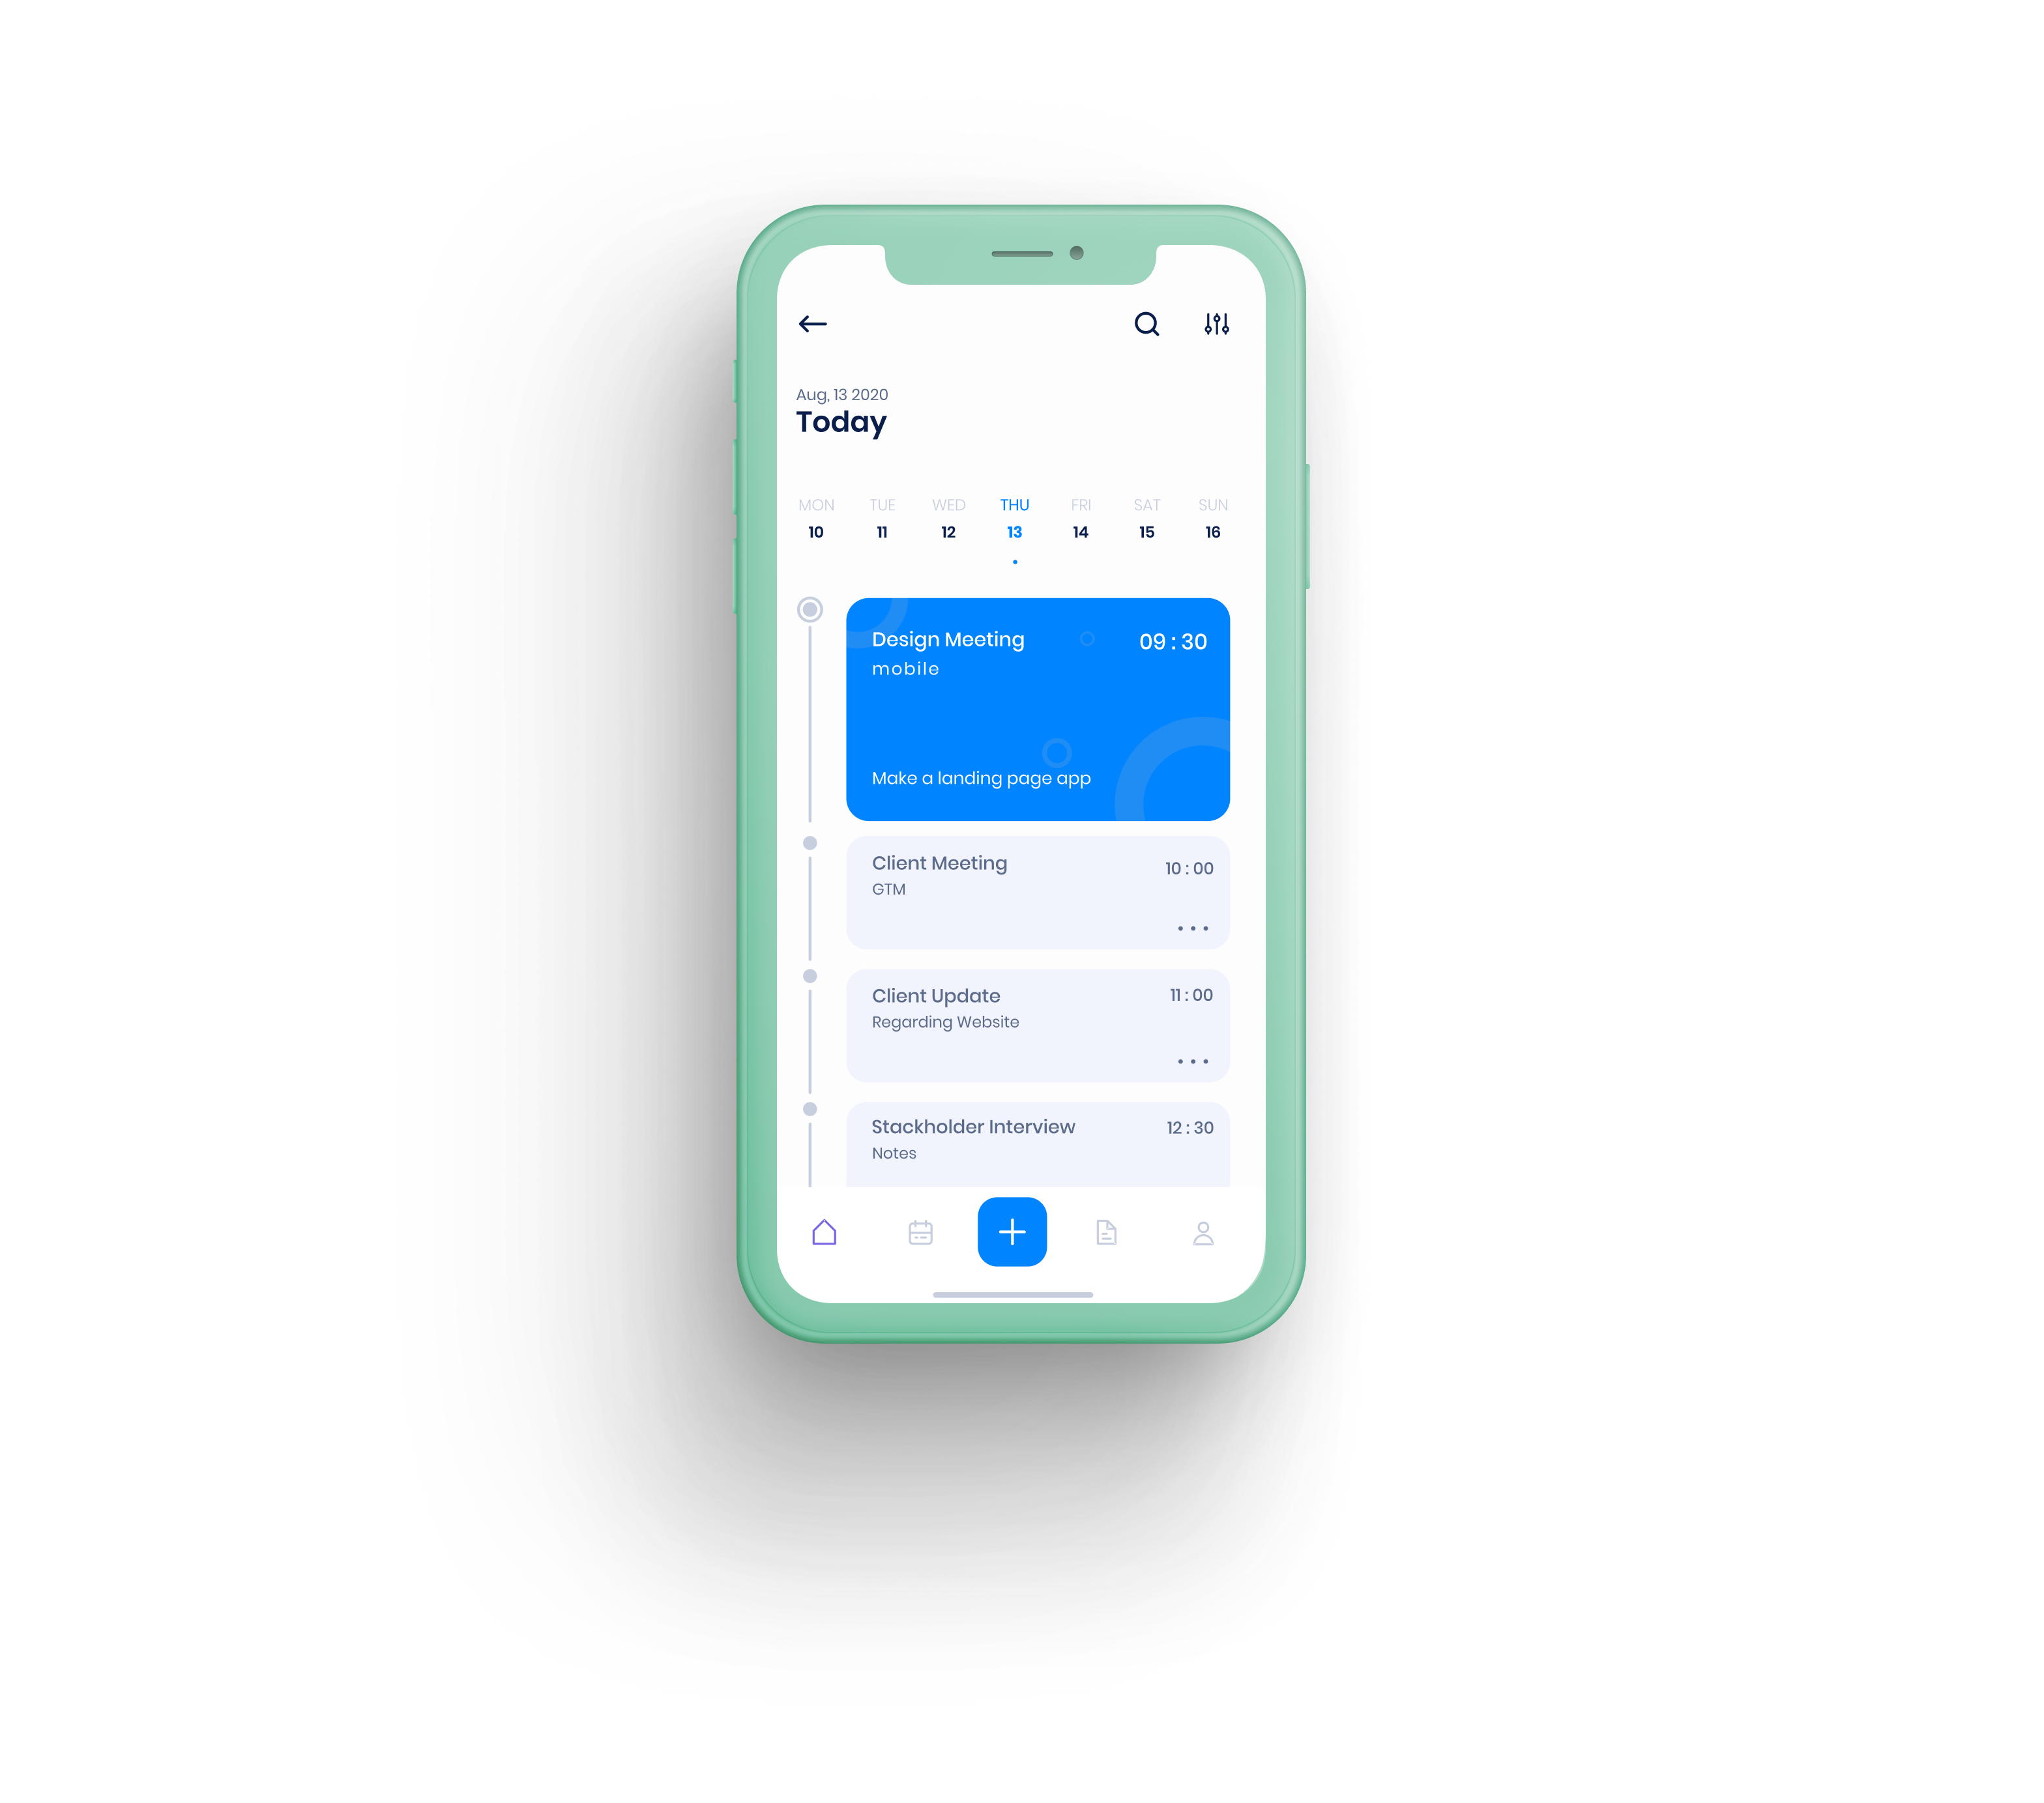 Aug, 13 2020
Today
MON TUE WED THU FRI SAT SUN
10 11 12 13 14 15 16
Design Meeting 09 : 30
mobile
Make a landing page app
Client Meeting 10 : 00
GTM
Client Update 11 : 00
Regarding Website
Stackholder Interview 12 : 30
Notes